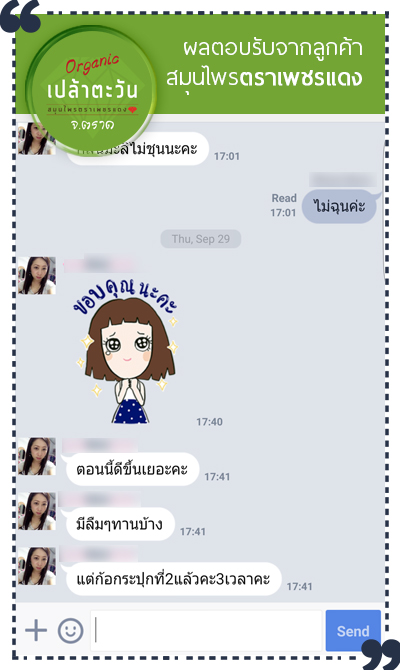 “
ผลตอบรับจากลูกค้า
สมุนไพรตราเพชรแดง
Organic
เปล้าตะวัน
สมุนไพรตราเพชรแดง
จ.ตราด
มะลิไม่ชุนนะคะ
17:01
Read
17:01
ไม่ฉุนค่ะ
Thu, Sep 29
ขอบคุณนะคะ
17:40
ตอนนี้ดีขึ้นเยอะคะ
17:41
มีลืมๆทานบ้าง
17:41
แต่ก้อกระปุกที่2แล้วคะ3เวลาคะ
17:41
Send
”